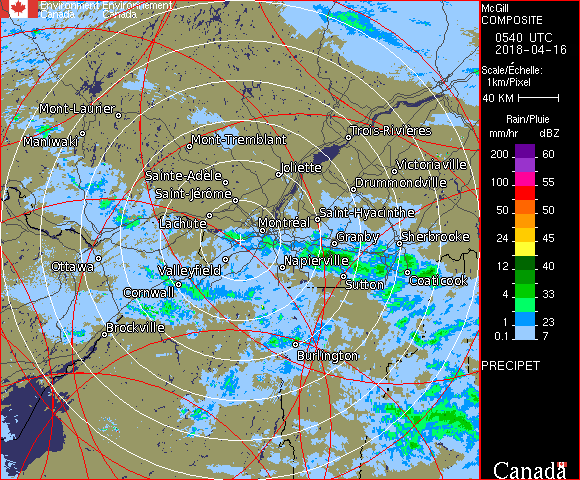 Environment Environnement
Canada Canada
McGill
COMPOSITE
0540 UTC
2018-04-16
Scale/Échelle:
1km/Pixel
40 KM
Rain/Pluie
mm/hr dBZ
200 60
100 55
50 50
24 45
12 40
4 33
1 23
0.1 7
PRECIPET
Canada
Mont-Laurier
Maniwaki
Mont-Tremblant
Trois-Rivières
Sainte-Adèle
Joliette
Victoriaville
Saint-Jérôme
Drummondville
Lachute
Montréal
Saint-Hyacinthe
Granby
Sherbrooke
Ottawa
Valleyfield
Napierville
Sutton
Coaticook
Cornwall
Brockville
Burlington